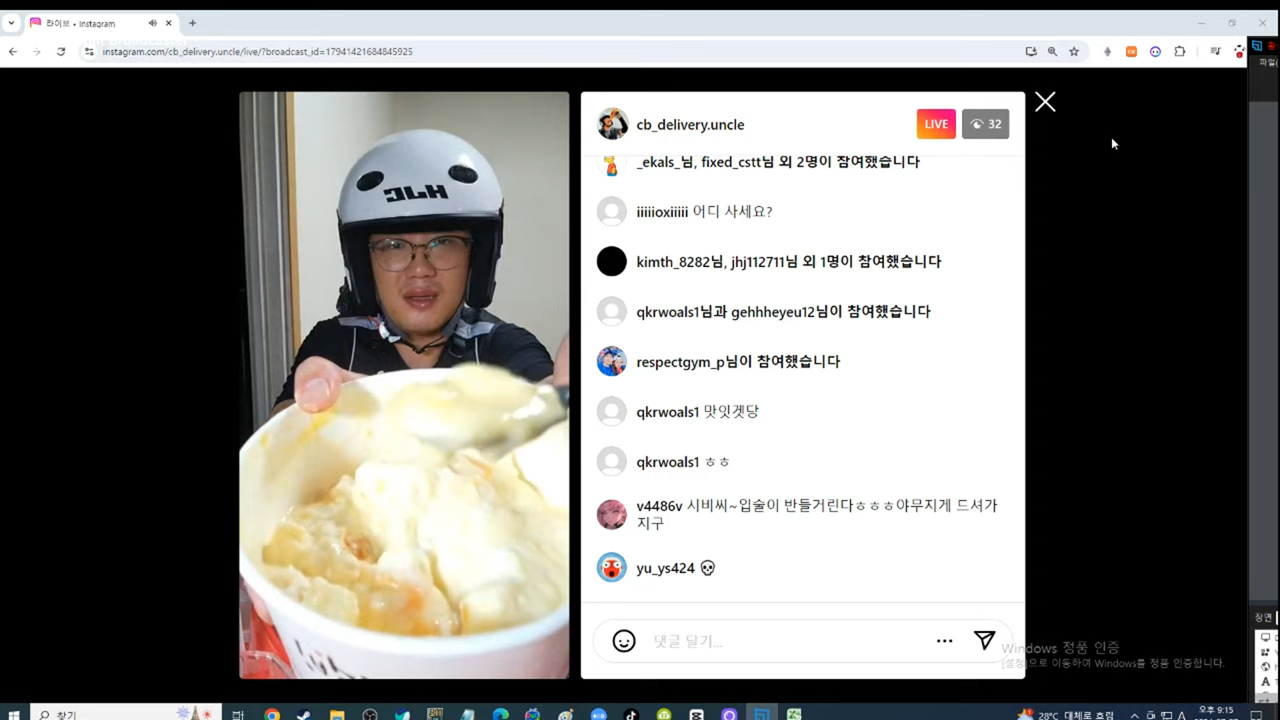 라이브 • Instagram
instagram.com/cb_delivery.uncle/live/?broadcast_id=17941421684845925
파일(
HJC
cb_delivery.uncle
LIVE
32
_ekals_님, fixed_cstt님 외 2명이 참여했습니다
iiiiioxiiiii 어디 사세요?
kimth_8282님, jhj112711님 외 1명이 참여했습니다
qkrwoals1님과 gehhheyeu12님이 참여했습니다
respectgym_p님이 참여했습니다
qkrwoals1 맛잇겟당
qkrwoals1 ㅎㅎ
v4486v 시비씨~입술이 반들거린다ㅎㅎㅎ야무지게 드셔가
지구
yu_ys424 💀
댓글 달기...
Windows 정품 인증
[설정]으로 이동하여 Windows를 정품 인증합니다.
장면
찾기
28°C 대체로 흐림
A
오후 9:15